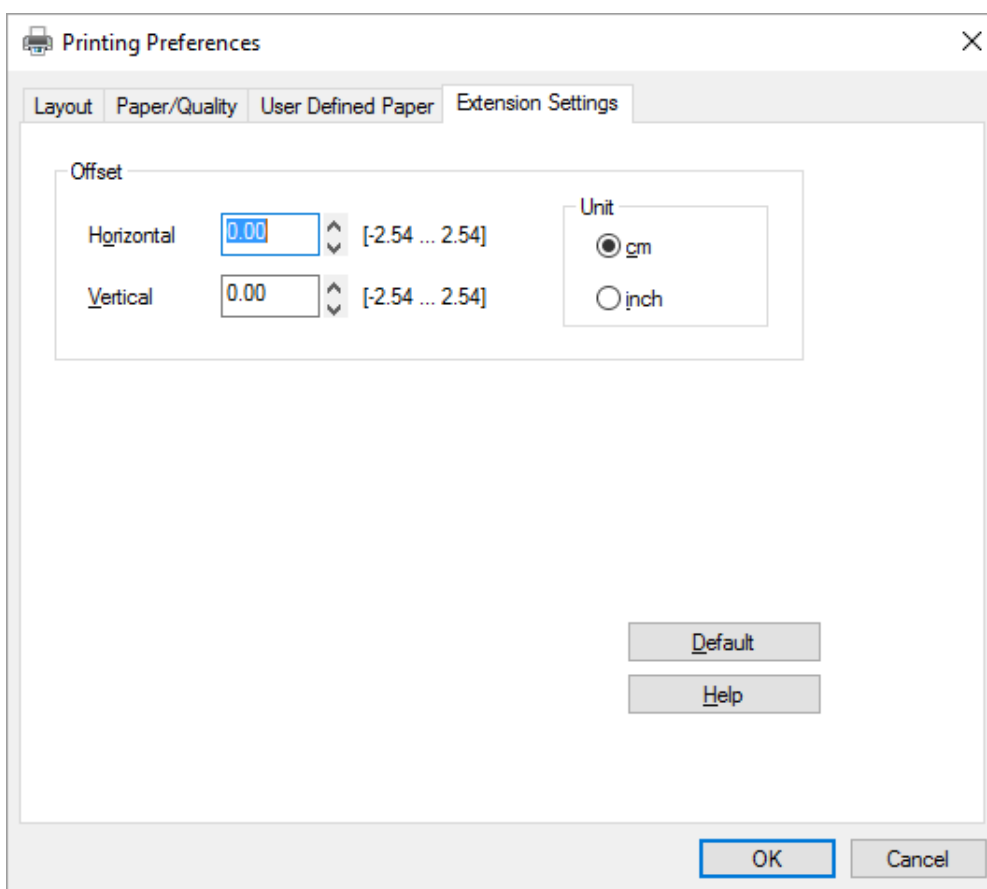 Printing Preferences
Layout Paper/Quality User Defined Paper Extension Settings
Offset
Unit
Horizontal 0.00 [-2.54 ... 2.54]
cm
Vertical 0.00 [-2.54 ... 2.54]
inch
Default
Help
OK Cancel